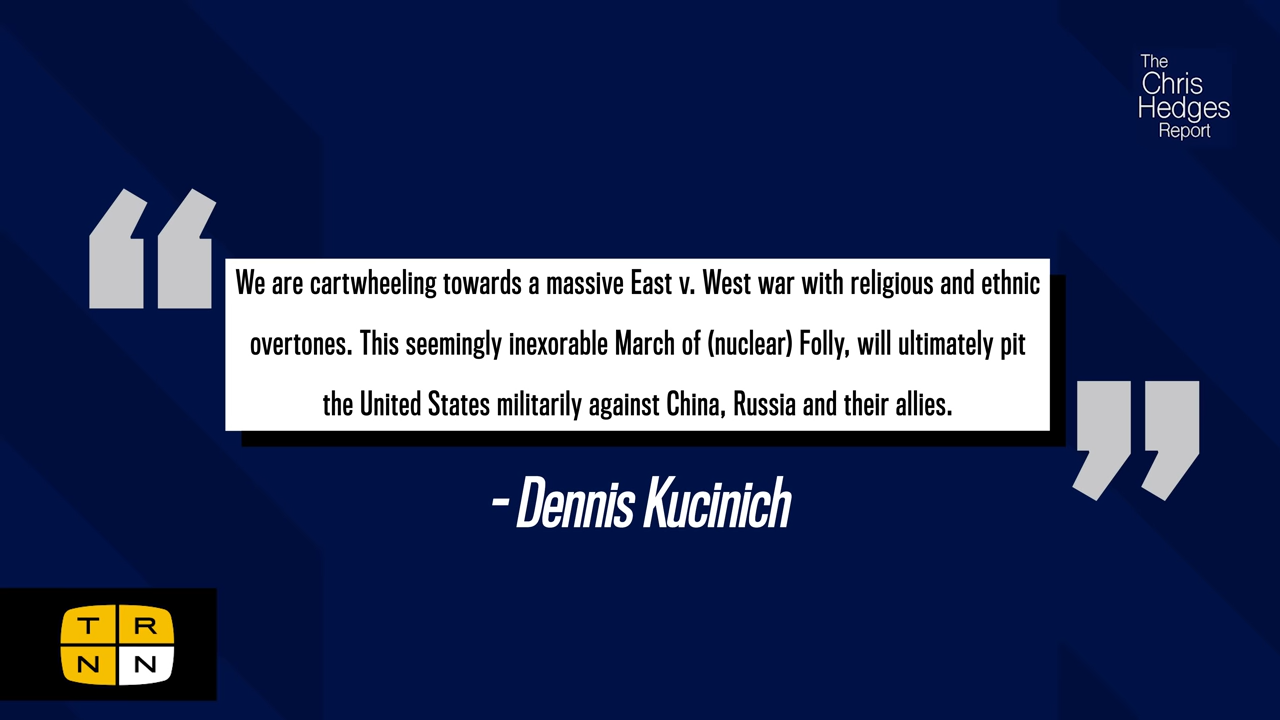 The
Chris
Hedges
Report
“
We are cartwheeling towards a massive East v. West war with religious and ethnic
overtones. This seemingly inexorable March of (nuclear) Folly, will ultimately pit
the United States militarily against China, Russia and their allies.
”
- Dennis Kucinich
T R
N N